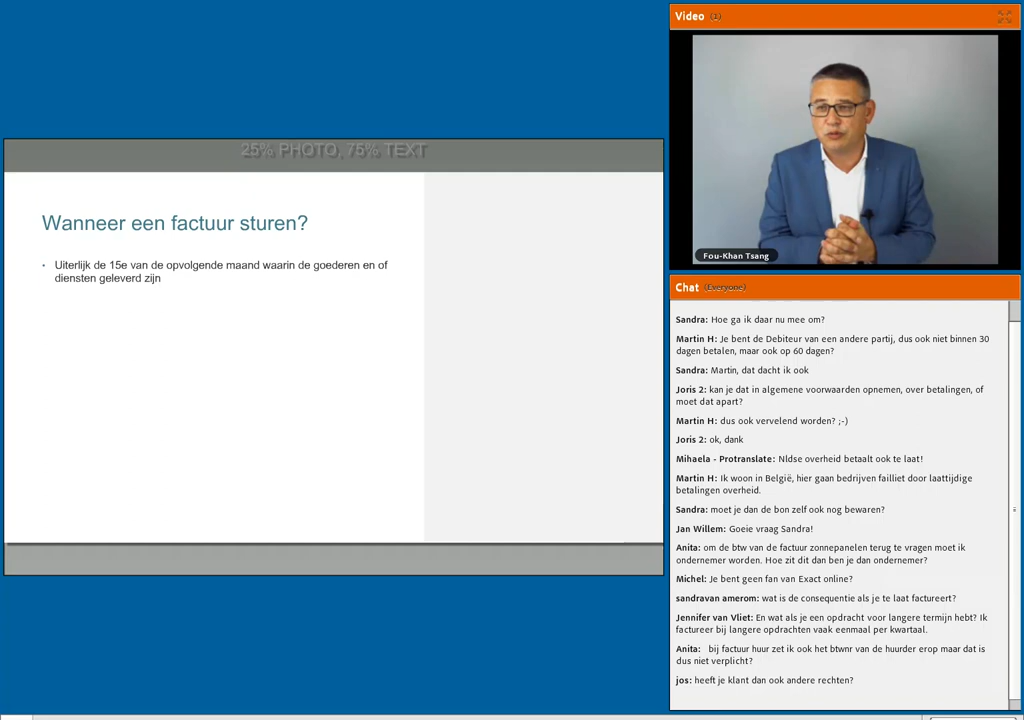 25% PHOTO, 75% TEXT
Wanneer een factuur sturen?
• Uiterlijk de 15e van de opvolgende maand waarin de goederen en of
diensten geleverd zijn
Video (1)
Fou-Khan Tsang
Chat (Everyone)
Sandra: Hoe ga ik daar nu mee om?
Martin H: Je bent de Debiteur van een andere partij, dus ook niet binnen 30
dagen betalen, maar ook op 60 dagen?
Sandra: Martin, dat dacht ik ook
Joris 2: kan je dat in algemene voorwaarden opnemen, over betalingen, of
moet dat apart?
Martin H: dus ook vervelend worden? ;-)
Joris 2: ok, dank
Mihaela - Protranslate: Nldse overheid betaalt ook te laat!
Martin H: Ik woon in België, hier gaan bedrijven failliet door laattijdige
betalingen overheid.
Sandra: moet je dan de bon zelf ook nog bewaren?
Jan Willem: Goeie vraag Sandra!
Anita: om de btw van de factuur zonnepanelen terug te vragen moet ik
ondernemer worden. Hoe zit dit dan ben je dan ondernemer?
Michel: Je bent geen fan van Exact online?
sandravan amerom: wat is de consequentie als je te laat factureert?
Jennifer van Vliet: En wat als je een opdracht voor langere termijn hebt? Ik
factureer bij langere opdrachten vaak eenmaal per kwartaal.
Anita: bij factuur huur zet ik ook het btwnr van de huurder erop maar dat is
dus niet verplicht?
jos: heeft je klant dan ook andere rechten?